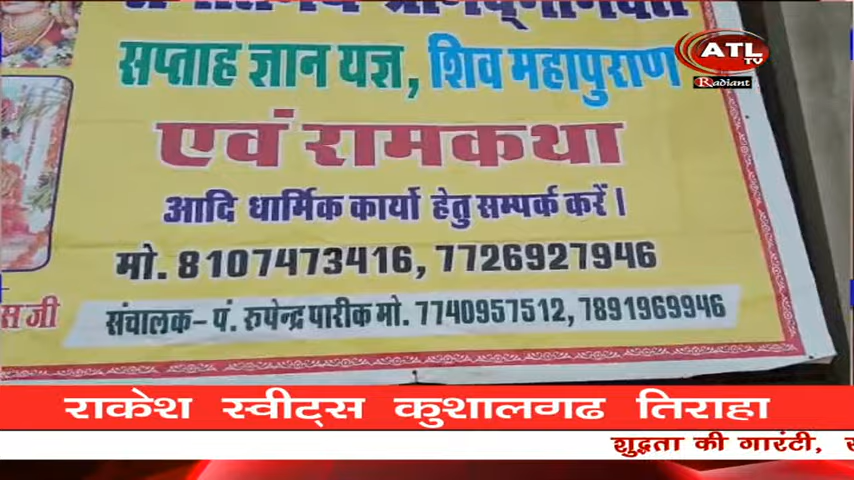 सप्ताह ज्ञान यज्ञ, शिव महापुराण
एवं रामकथा
आदि धार्मिक कार्यो हेतु सम्पर्क करें।
मो. 8107473416, 7726927946
संचालक- पं. रुपेन्द्र पारीक मो. 7740957512, 7891969946
स जी
ATL TV
Radiant
राकेश स्वीट्स कुशालगढ तिराहा
शुद्धता की गारंटी,